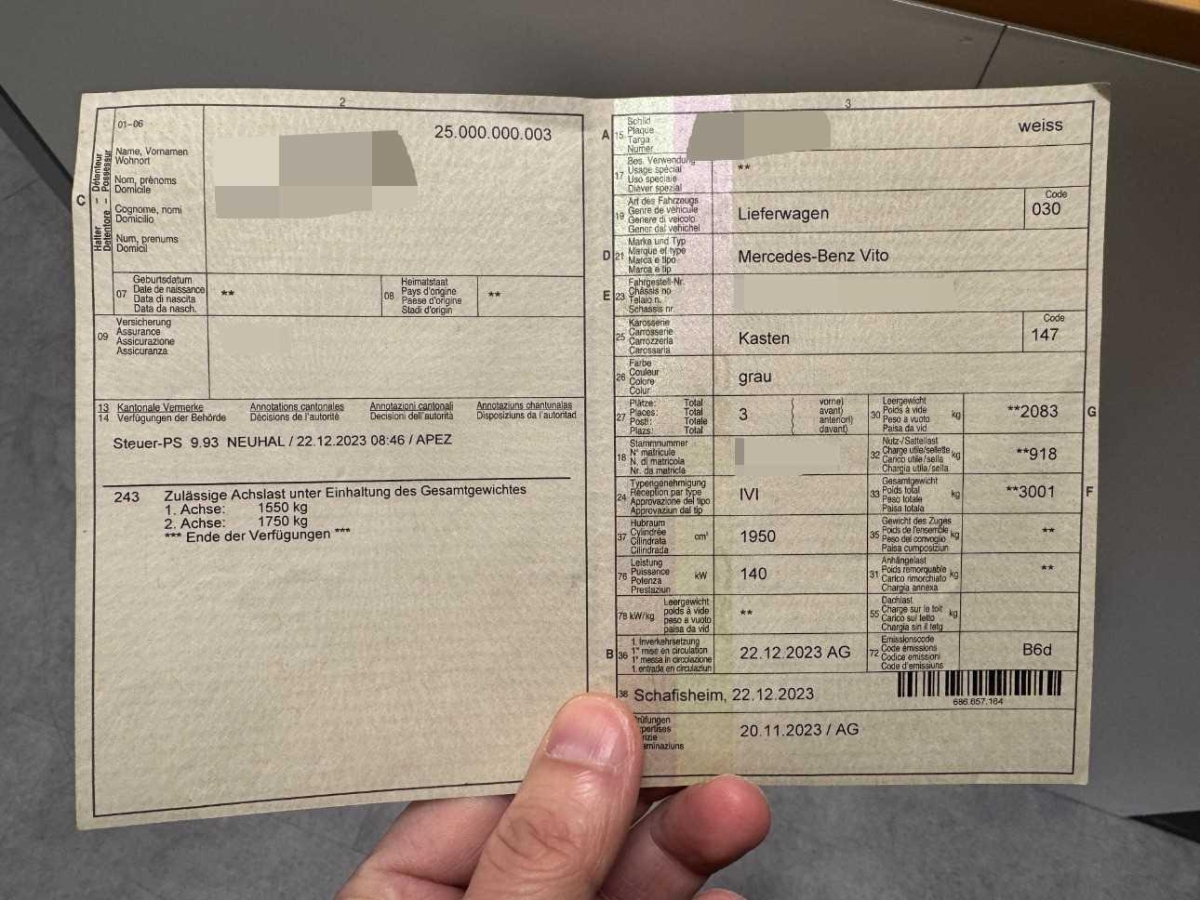 2
01-06
25.000.000.003
C
Halter Détenteur
Detentore Possessur
Name, Vornamen
Wohnort
Nom, prénoms
Domicile
Cognome, nomi
Domicilio
Num, prenums
Domicil
07
Geburtsdatum
Date de naissance
Data di nascita
Data da nasch.
**
08
Heimatstaat
Pays d'origine
Paese d'origine
Stadi d'origin
**
09
Versicherung
Assurance
Assicurazione
Assicuranza
13 Kantonale Vermerke Annotations cantonales Annotazioni cantonali Annotaziuns chantunalas
14 Verfügungen der Behörde Décisions de l'autorité Decisioni dell'autorità Disposiziuns da l'autoritad
Steuer-PS 9.93 NEUHAL / 22.12.2023 08:46 / APEZ
243 Zulässige Achslast unter Einhaltung des Gesamtgewichtes
1. Achse: 1550 kg
2. Achse: 1750 kg
*** Ende der Verfügungen ***
3
A 15
Schild
Plaque
Targa
Numer
weiss
17
Bes. Verwendung
Usage spécial
Uso speciale
Diever spezial
**
19
Art des Fahrzeugs
Genre de véhicule
Genere di veicolo
Gener dal vehichel
Lieferwagen
Code
030
D 21
Marke und Typ
Marque et type
Marca e tipo
Marca e tip
Mercedes-Benz Vito
E 23
Fahrgestell-Nr.
Châssis no
Telaio n.
Schassis nr.
25
Karosserie
Carrosserie
Carrozzeria
Carossaria
Kasten
Code
147
26
Farbe
Couleur
Colore
Colur
grau
27
Plätze: Total
Places: Total
Posti: Totale
Plazs: Total
3
vorne)
avant)
anteriori)
davant)
30
Leergewicht
Poids à vide
Peso a vuoto
Paisa da vid
kg
**2083
G
18
Stammnummer
N° matricule
N. di matricola
Nr. da matricla
32
Nutz-/Sattellast
Charge utile/sellette
Carico utile/sella
Chargia utila/sella
kg
**918
24
Typengenehmigung
Réception par type
Approvazione del tipo
Approvaziun dal tip
IVI
33
Gesamtgewicht
Poids total
Peso totale
Paisa totala
kg
**3001
F
37
Hubraum
Cylindrée
Cilindrata
Cilindrada
cm³
1950
35
Gewicht des Zuges
Poids de l'ensemble
Peso del convoglio
Paisa cumposiziun
kg
**
76
Leistung
Puissance
Potenza
Prestaziun
kW
140
31
Anhängelast
Poids remorquable
Carico rimorchiato
Chargia annexa
kg
**
78 kW/kg
Leergewicht
poids à vide
peso a vuoto
paisa da vid
**
55
Dachlast
Charge sur le toit
Carico sul tetto
Chargia sin il tetg
kg
B 36
1. Inverkehrsetzung
1re mise en circulation
1a messa in circolazione
1. entrada en circulaziun
22.12.2023 AG
72
Emissionscode
Code émissions
Codice emissioni
Code d'emissiuns
B6d
38 Schafisheim, 22.12.2023
686.657.164
20.11.2023 / AG